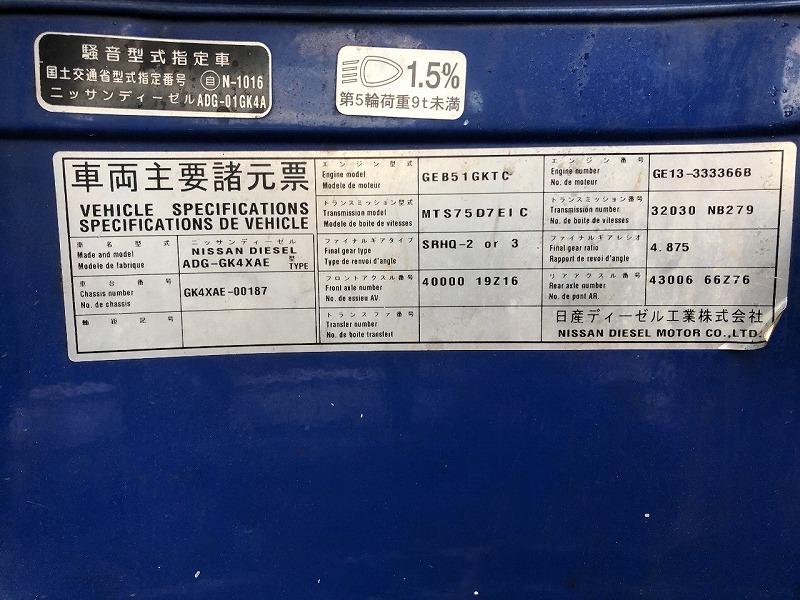 騒音型式指定車
国土交通省型式指定番号 自 N-1016
ニッサンディーゼル ADG-01GK4A
1.5%
第5輪荷重9t未満
車両主要諸元票
VEHICLE SPECIFICATIONS
SPECIFICATIONS DE VEHICLE
車名型式
Made and model
Modele de fabrique
ニッサンディーゼル
NISSAN DIESEL
ADG-GK4XAE 型 TYPE
車台番号
Chassis number
No. de chassis
GK4XAE-00187
軸距記号
エンジン型式
Engine model
Modele de moteur
GEB51GKTC
エンジン番号
Engine number
No. de moteur
GE13-333366B
トランスミッション型式
Transmission model
Modele de boite de vitesses
MTS75D7EIC
トランスミッション番号
Transmission number
No. de boite de vitesses
32030 NB279
ファイナルギアタイプ
Final gear type
Type de renvoi d'angle
SRHQ-2 or 3
ファイナルギアレシオ
Final gear ratio
Rapport de revoi d'angle
4.875
フロントアクスル番号
Front axle number
No. de essieu AV.
40000 19Z16
リアアクスル番号
Rear axle number
No. de pont AR.
43006 66Z76
トランスファ番号
Transfer number
No. de boite transfert
日産ディーゼル工業株式会社
NISSAN DIESEL MOTOR CO.,LTD.